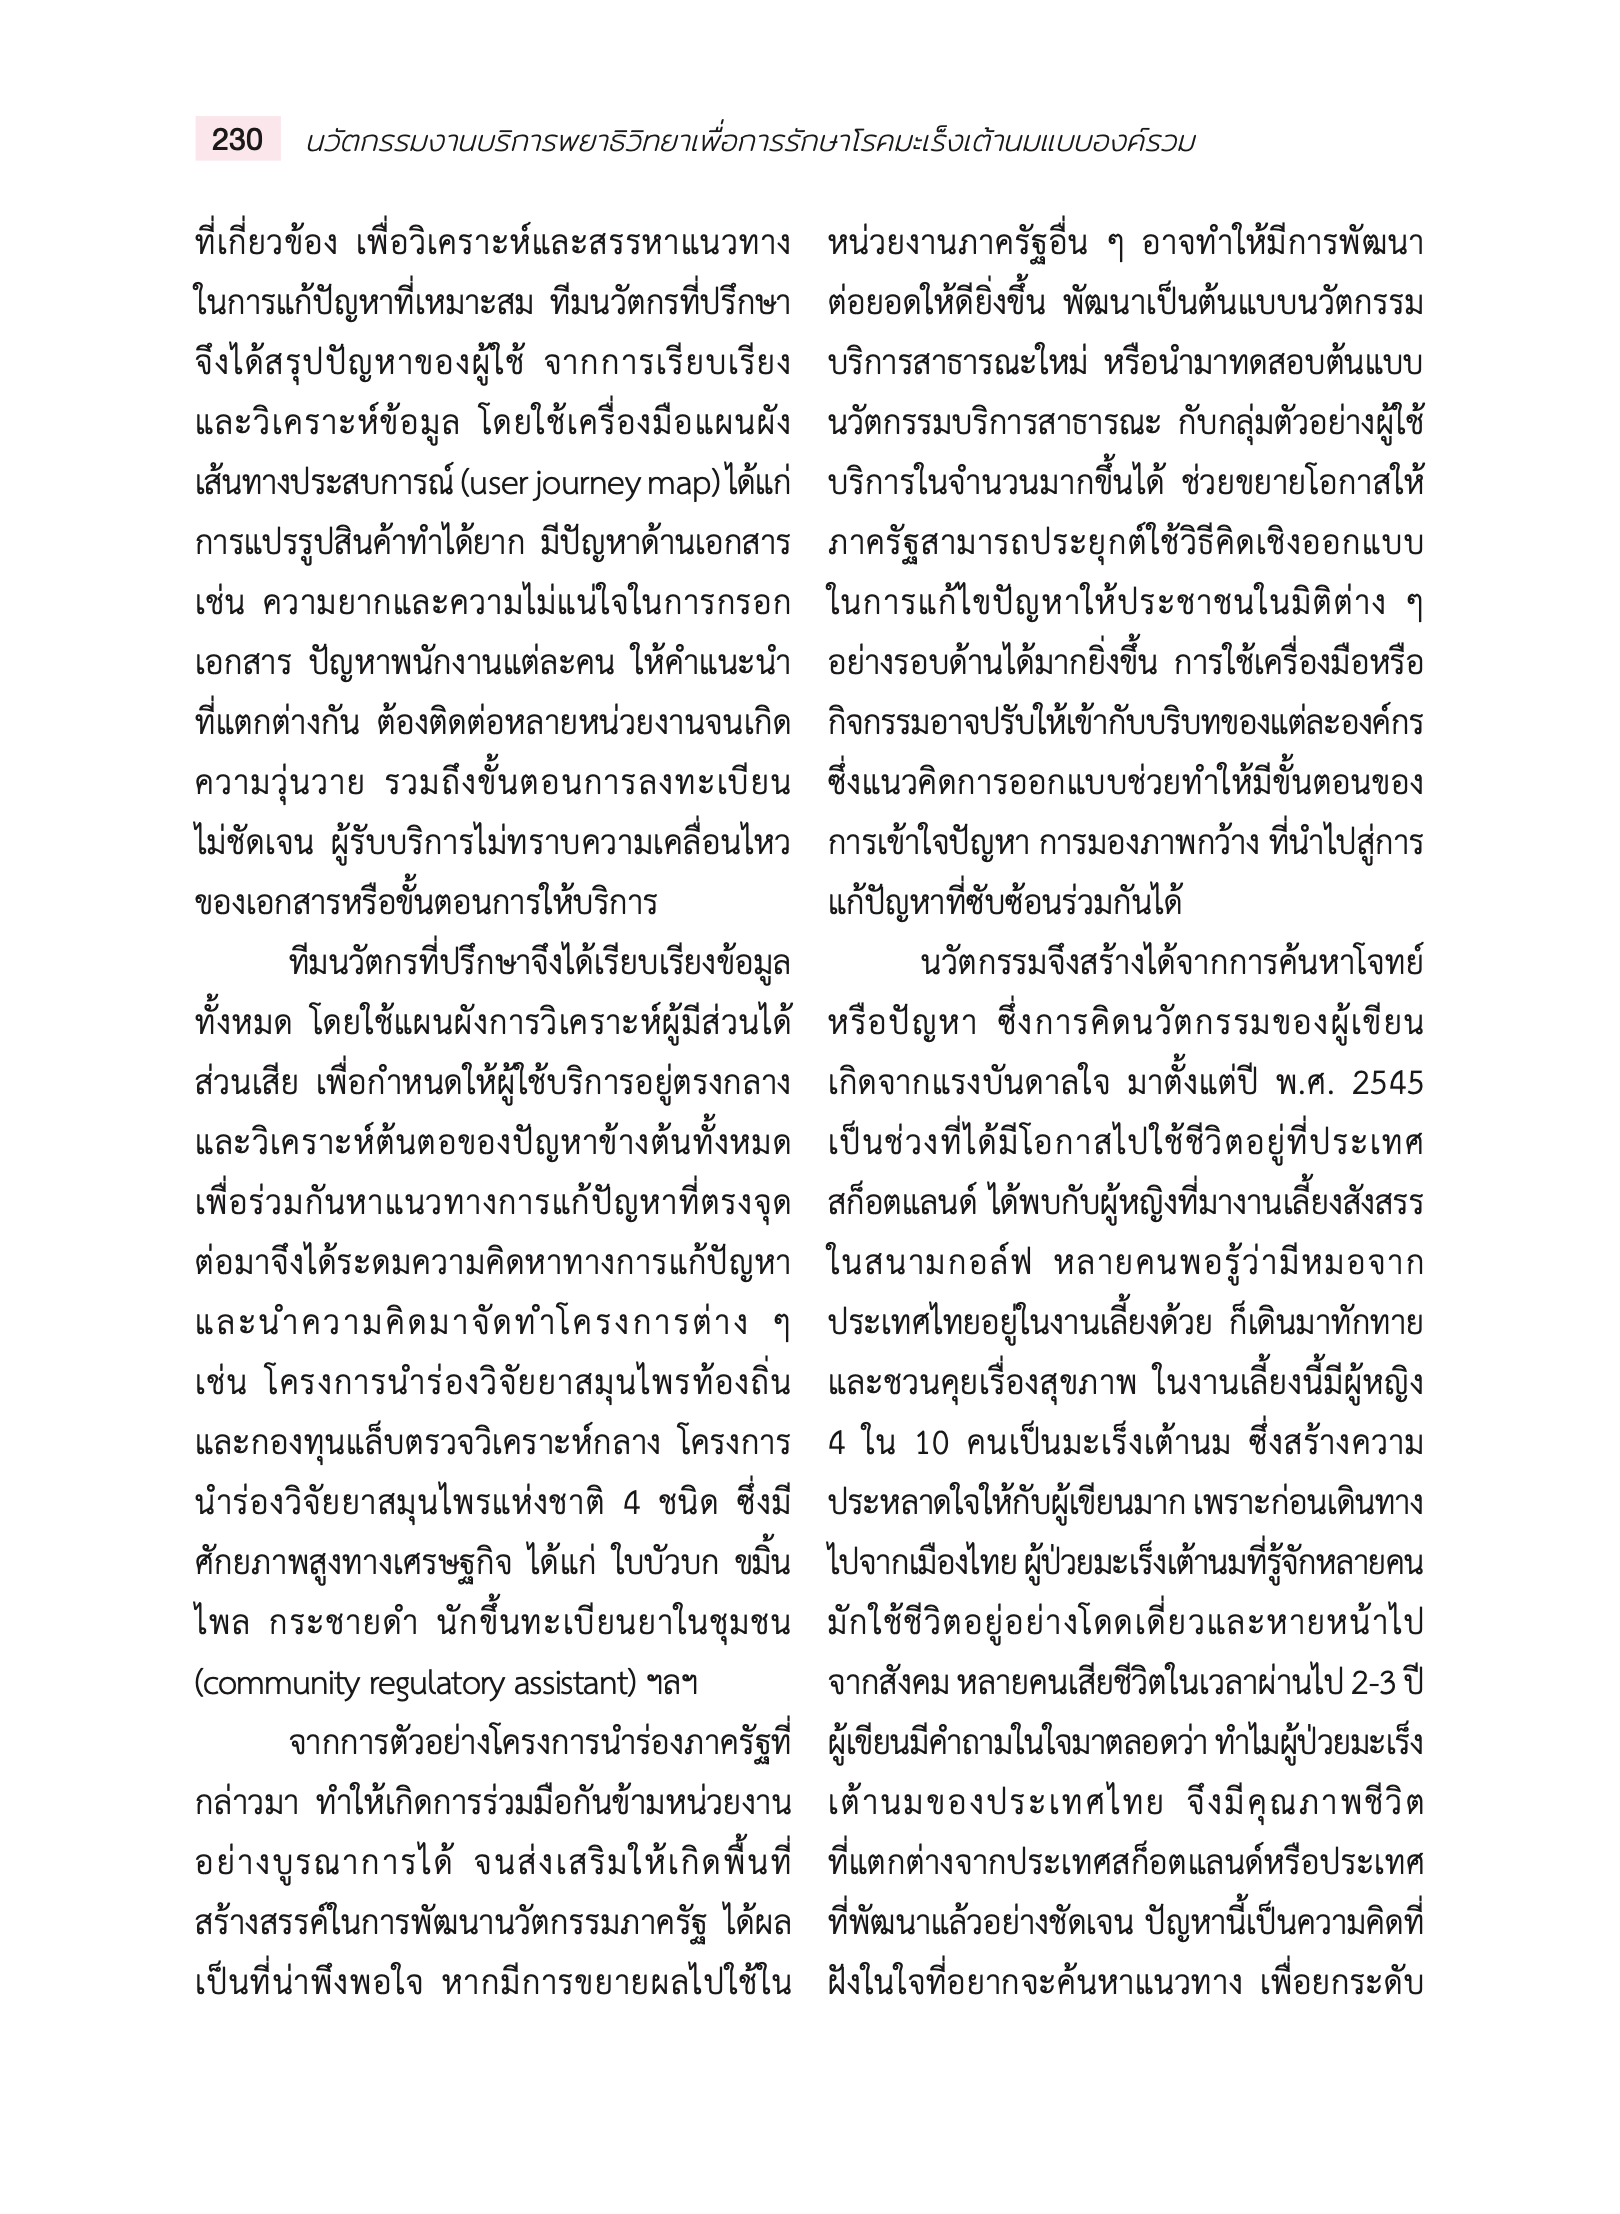 230 นวัตกรรมงานบริการพยาธิวิทยาเพื่อการรักษาโรคมะเร็งเต้านมแบบองค์รวม
ที่เกี่ยวข้อง เพื่อวิเคราะห์และสรรหาแนวทาง
ในการแก้ปัญหาที่เหมาะสม ทีมนวัตกรที่ปรึกษา
จึงได้สรุปปัญหาของผู้ใช้ จากการเรียบเรียง
และวิเคราะห์ข้อมูล โดยใช้เครื่องมือแผนผัง
เส้นทางประสบการณ์ (user journey map) ได้แก่
การแปรรูปสินค้าทำได้ยาก มีปัญหาด้านเอกสาร
เช่น ความยากและความไม่แน่ใจในการกรอก
เอกสาร ปัญหาพนักงานแต่ละคน ให้คำแนะนำ
ที่แตกต่างกัน ต้องติดต่อหลายหน่วยงานจนเกิด
ความวุ่นวาย รวมถึงขั้นตอนการลงทะเบียน
ไม่ชัดเจน ผู้รับบริการไม่ทราบความเคลื่อนไหว
ของเอกสารหรือขั้นตอนการให้บริการ
ทีมนวัตกรที่ปรึกษาจึงได้เรียบเรียงข้อมูล
ทั้งหมด โดยใช้แผนผังการวิเคราะห์ผู้มีส่วนได้
ส่วนเสีย เพื่อกำหนดให้ผู้ใช้บริการอยู่ตรงกลาง
และวิเคราะห์ต้นตอของปัญหาข้างต้นทั้งหมด
เพื่อร่วมกันหาแนวทางการแก้ปัญหาที่ตรงจุด
ต่อมาจึงได้ระดมความคิดหาทางการแก้ปัญหา
และนำความคิดมาจัดทำโครงการต่าง ๆ
เช่น โครงการนำร่องวิจัยยาสมุนไพรท้องถิ่น
และกองทุนแล็บตรวจวิเคราะห์กลาง โครงการ
นำร่องวิจัยยาสมุนไพรแห่งชาติ 4 ชนิด ซึ่งมี
ศักยภาพสูงทางเศรษฐกิจ ได้แก่ ใบบัวบก ขมิ้น
ไพล กระชายดำ นักขึ้นทะเบียนยาในชุมชน
(community regulatory assistant) ฯลฯ
จากการตัวอย่างโครงการนำร่องภาครัฐที่
กล่าวมา ทำให้เกิดการร่วมมือกันข้ามหน่วยงาน
อย่างบูรณาการได้ จนส่งเสริมให้เกิดพื้นที่
สร้างสรรค์ในการพัฒนานวัตกรรมภาครัฐ ได้ผล
เป็นที่น่าพึงพอใจ หากมีการขยายผลไปใช้ใน
หน่วยงานภาครัฐอื่น ๆ อาจทำให้มีการพัฒนา
ต่อยอดให้ดียิ่งขึ้น พัฒนาเป็นต้นแบบนวัตกรรม
บริการสาธารณะใหม่ หรือนำมาทดสอบต้นแบบ
นวัตกรรมบริการสาธารณะ กับกลุ่มตัวอย่างผู้ใช้
บริการในจำนวนมากขึ้นได้ ช่วยขยายโอกาสให้
ภาครัฐสามารถประยุกต์ใช้วิธีคิดเชิงออกแบบ
ในการแก้ไขปัญหาให้ประชาชนในมิติต่าง ๆ
อย่างรอบด้านได้มากยิ่งขึ้น การใช้เครื่องมือหรือ
กิจกรรมอาจปรับให้เข้ากับบริบทของแต่ละองค์กร
ซึ่งแนวคิดการออกแบบช่วยทำให้มีขั้นตอนของ
การเข้าใจปัญหา การมองภาพกว้าง ที่นำไปสู่การ
แก้ปัญหาที่ซับซ้อนร่วมกันได้
นวัตกรรมจึงสร้างได้จากการค้นหาโจทย์
หรือปัญหา ซึ่งการคิดนวัตกรรมของผู้เขียน
เกิดจากแรงบันดาลใจ มาตั้งแต่ปี พ.ศ. 2545
เป็นช่วงที่ได้มีโอกาสไปใช้ชีวิตอยู่ที่ประเทศ
สก็อตแลนด์ ได้พบกับผู้หญิงที่มางานเลี้ยงสังสรร
ในสนามกอล์ฟ หลายคนพอรู้ว่ามีหมอจาก
ประเทศไทยอยู่ในงานเลี้ยงด้วย ก็เดินมาทักทาย
และชวนคุยเรื่องสุขภาพ ในงานเลี้ยงนี้มีผู้หญิง
4 ใน 10 คนเป็นมะเร็งเต้านม ซึ่งสร้างความ
ประหลาดใจให้กับผู้เขียนมาก เพราะก่อนเดินทาง
ไปจากเมืองไทย ผู้ป่วยมะเร็งเต้านมที่รู้จักหลายคน
มักใช้ชีวิตอยู่อย่างโดดเดี่ยวและหายหน้าไป
จากสังคม หลายคนเสียชีวิตในเวลาผ่านไป 2-3 ปี
ผู้เขียนมีคำถามในใจมาตลอดว่า ทำไมผู้ป่วยมะเร็ง
เต้านมของประเทศไทย จึงมีคุณภาพชีวิต
ที่แตกต่างจากประเทศสก็อตแลนด์หรือประเทศ
ที่พัฒนาแล้วอย่างชัดเจน ปัญหานี้เป็นความคิดที่
ฝังในใจที่อยากจะค้นหาแนวทาง เพื่อยกระดับ